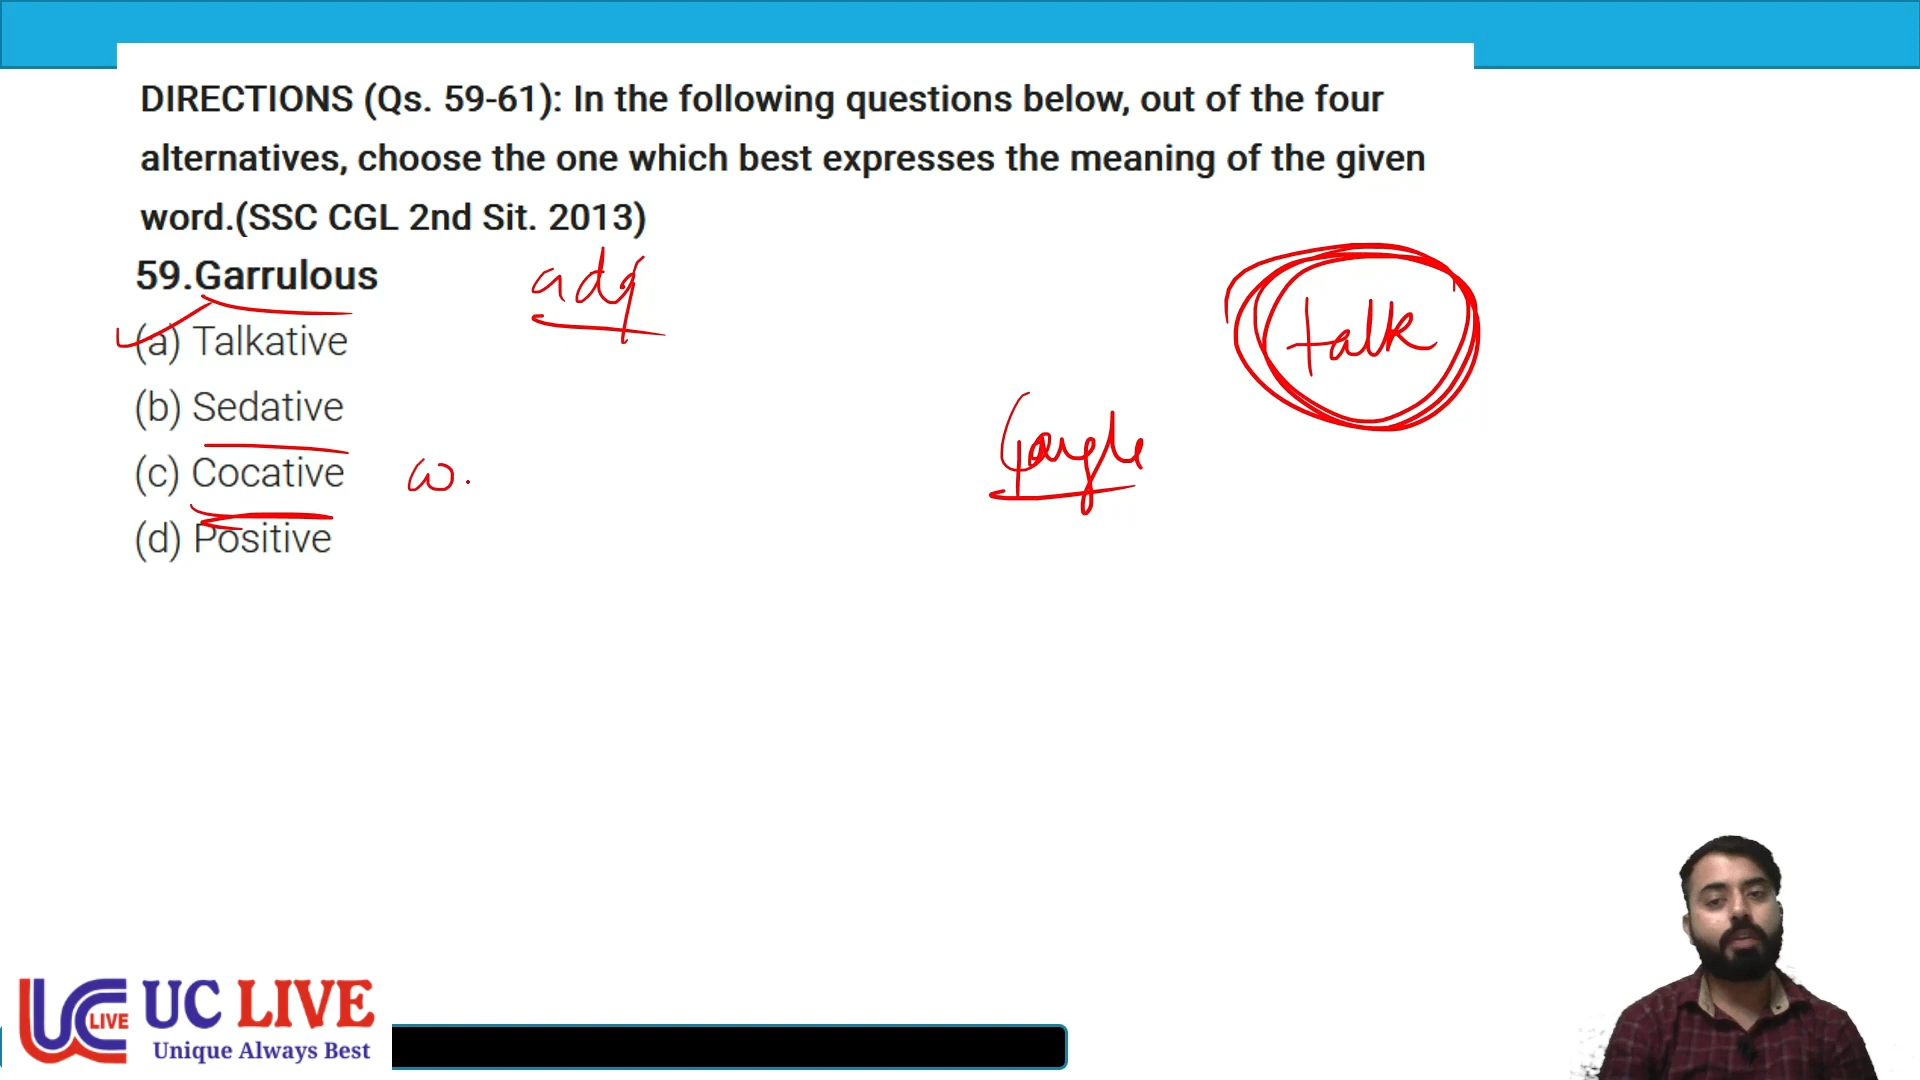 DIRECTIONS (Qs. 59-61): In the following questions below, out of the four
alternatives, choose the one which best expresses the meaning of the given
word.(SSC CGL 2nd Sit. 2013)
59.Garrulous
adj
(a) Talkative
talk
(b) Sedative
(c) Cocative
(d) Positive
LIVE
UC LIVE
Unique Always Best